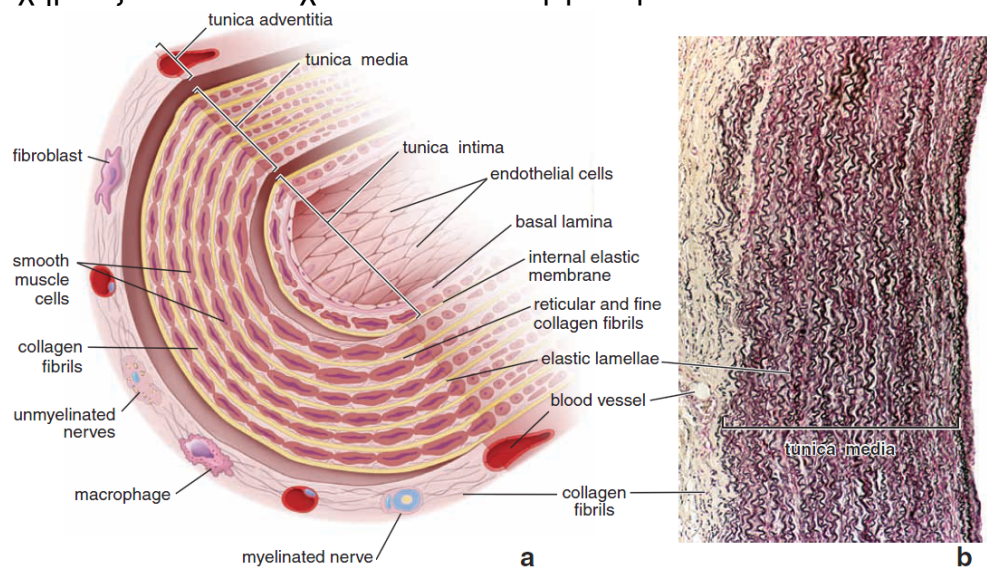 tunica adventitia
tunica media
fibroblast
tunica intima
endothelial cells
basal lamina
internal elastic
membrane
smooth
muscle
cells
reticular and fine
collagen fibrils
collagen
fibrils
elastic lamellae
blood vessel
unmyelinated
nerves
tunica media
macrophage
collagen
fibrils
myelinated nerve
a
b